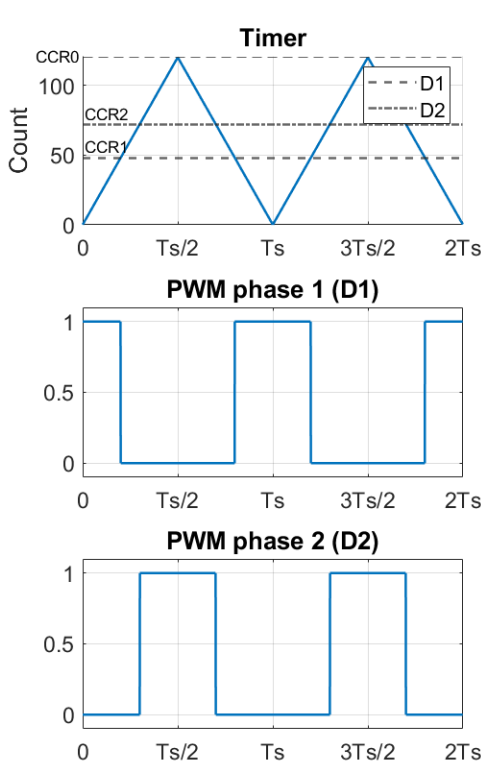 Timer
CCR0
100
CCR2
CCR1
50
0
Count
D1
D2
0 Ts/2 Ts 3Ts/2 2Ts
PWM phase 1 (D1)
1
0.5
0
0 Ts/2 Ts 3Ts/2 2Ts
PWM phase 2 (D2)
1
0.5
0
0 Ts/2 Ts 3Ts/2 2Ts